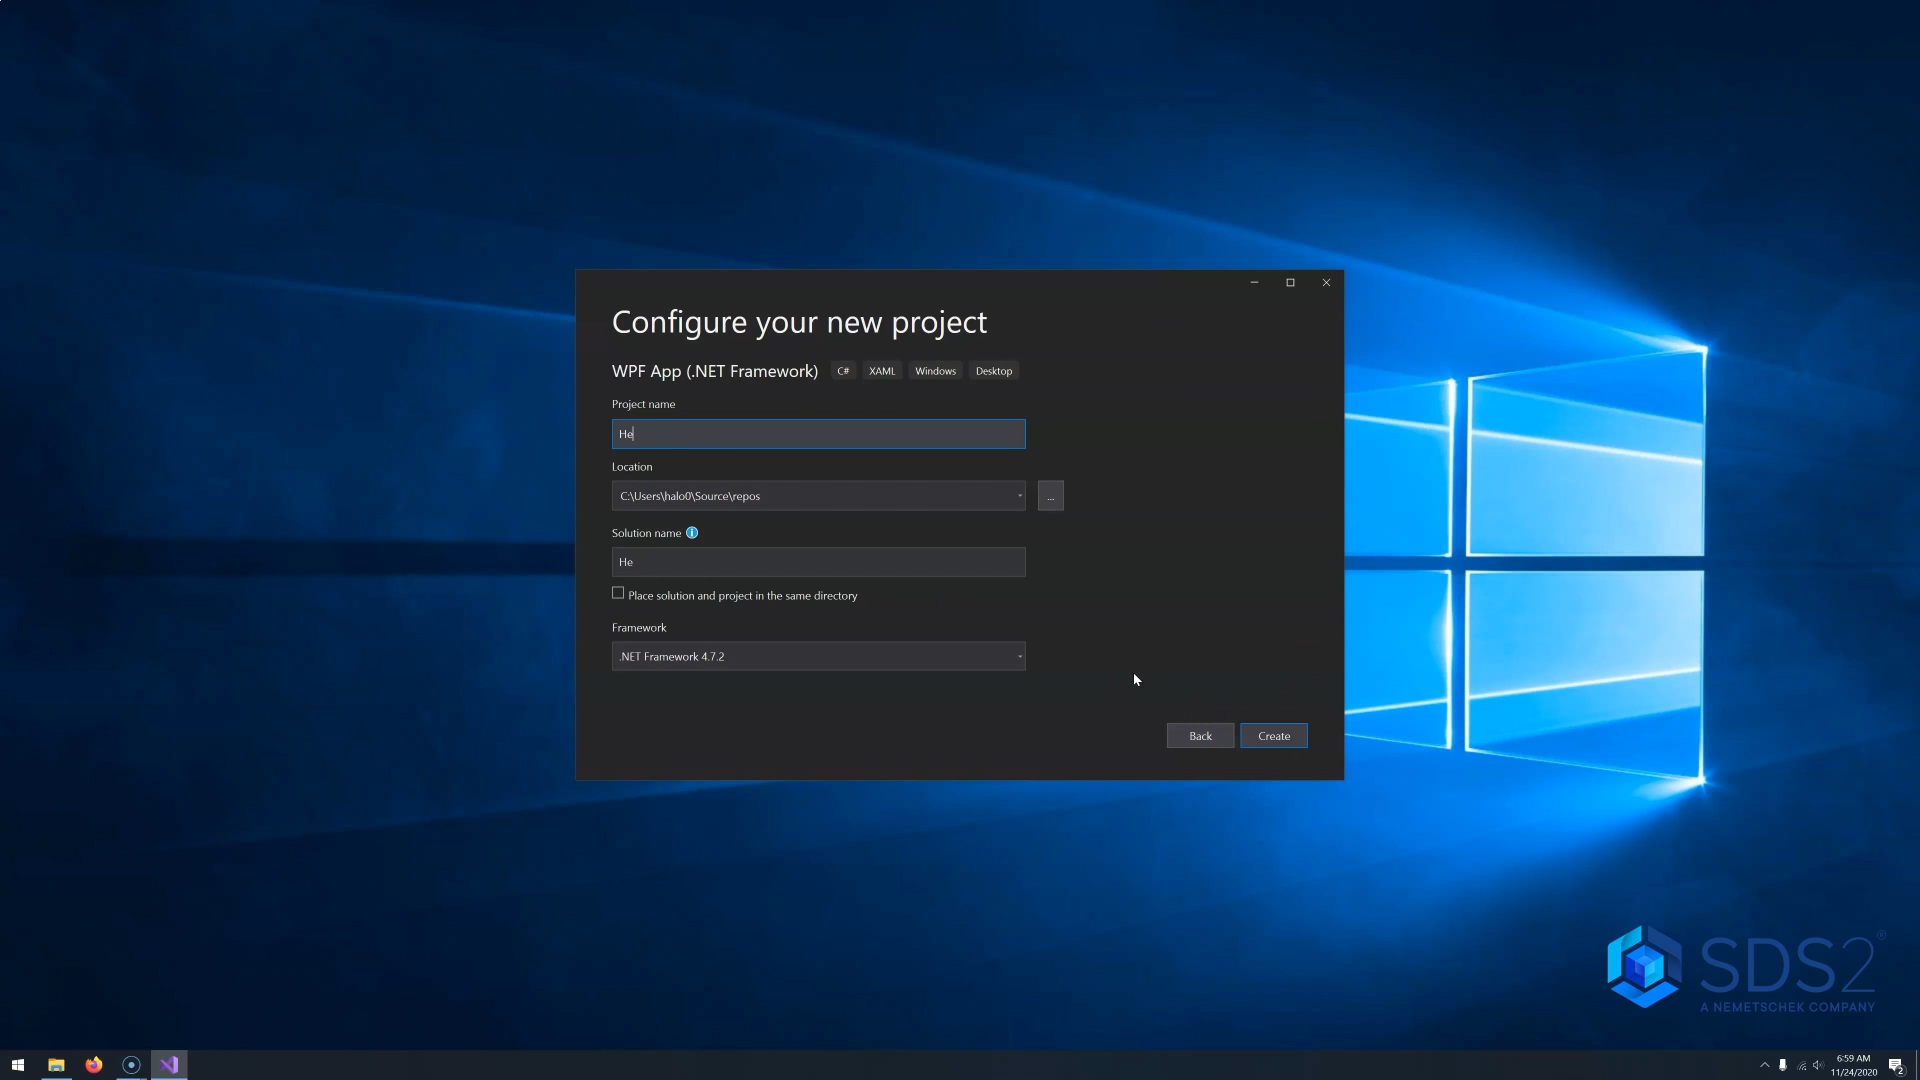 Configure your new project
WPF App (.NET Framework) C# XAML Windows Desktop
Project name
He
Location
C:\Users\halo0\Source\repos
...
Solution name
He
Place solution and project in the same directory
Framework
.NET Framework 4.7.2
Back Create
SDS2®
A NEMETSCHEK COMPANY
6:59 AM
11/24/2020
2